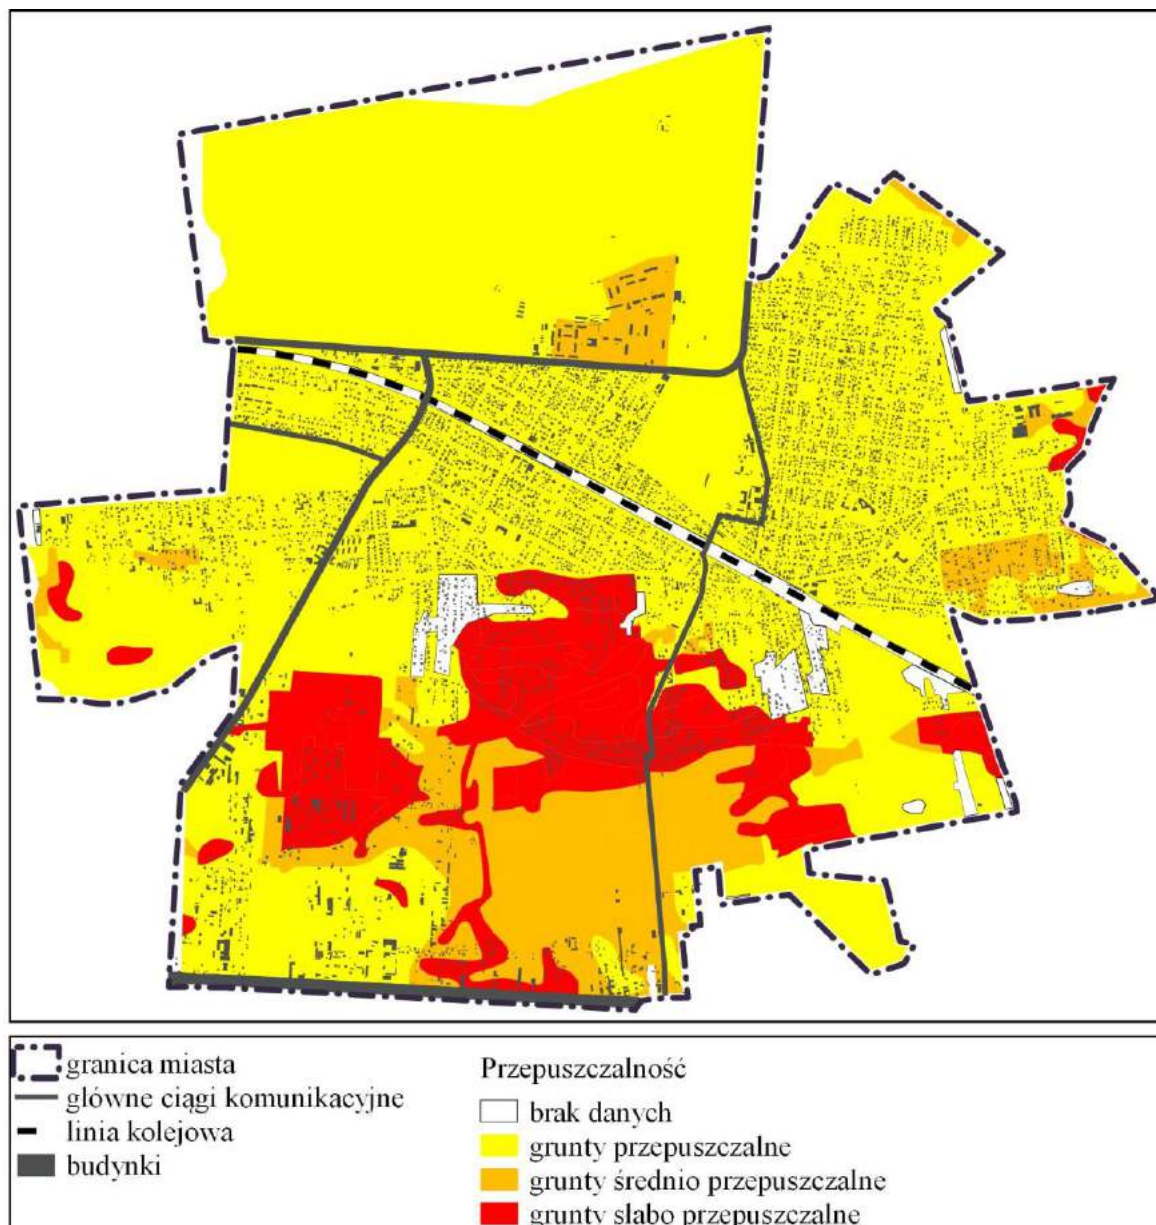 granica miasta
główne ciągi komunikacyjne
linia kolejowa
budynki
Przepuszczalność
brak danych
grunty przepuszczalne
grunty średnio przepuszczalne
grunty słabo przepuszczalne